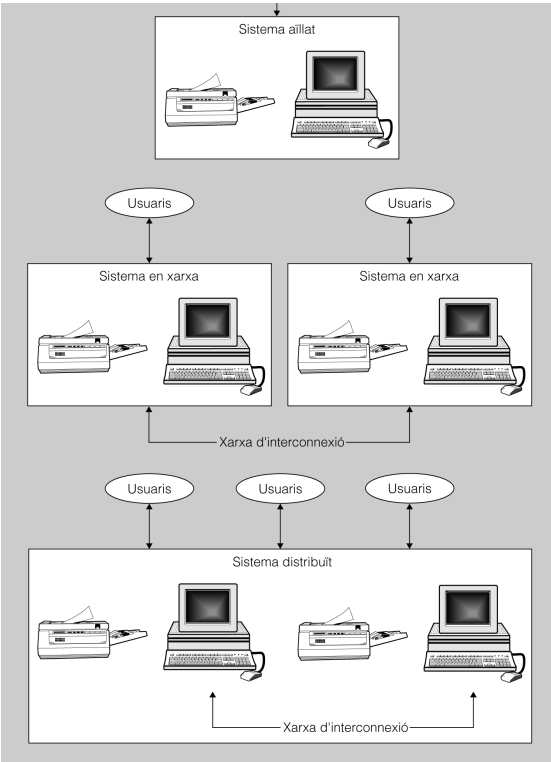 Sistema aïllat
Usuaris
Usuaris
Sistema en xarxa
Sistema en xarxa
Xarxa d'interconnexió
Usuaris
Usuaris
Usuaris
Sistema distribuït
Xarxa d'interconnexió